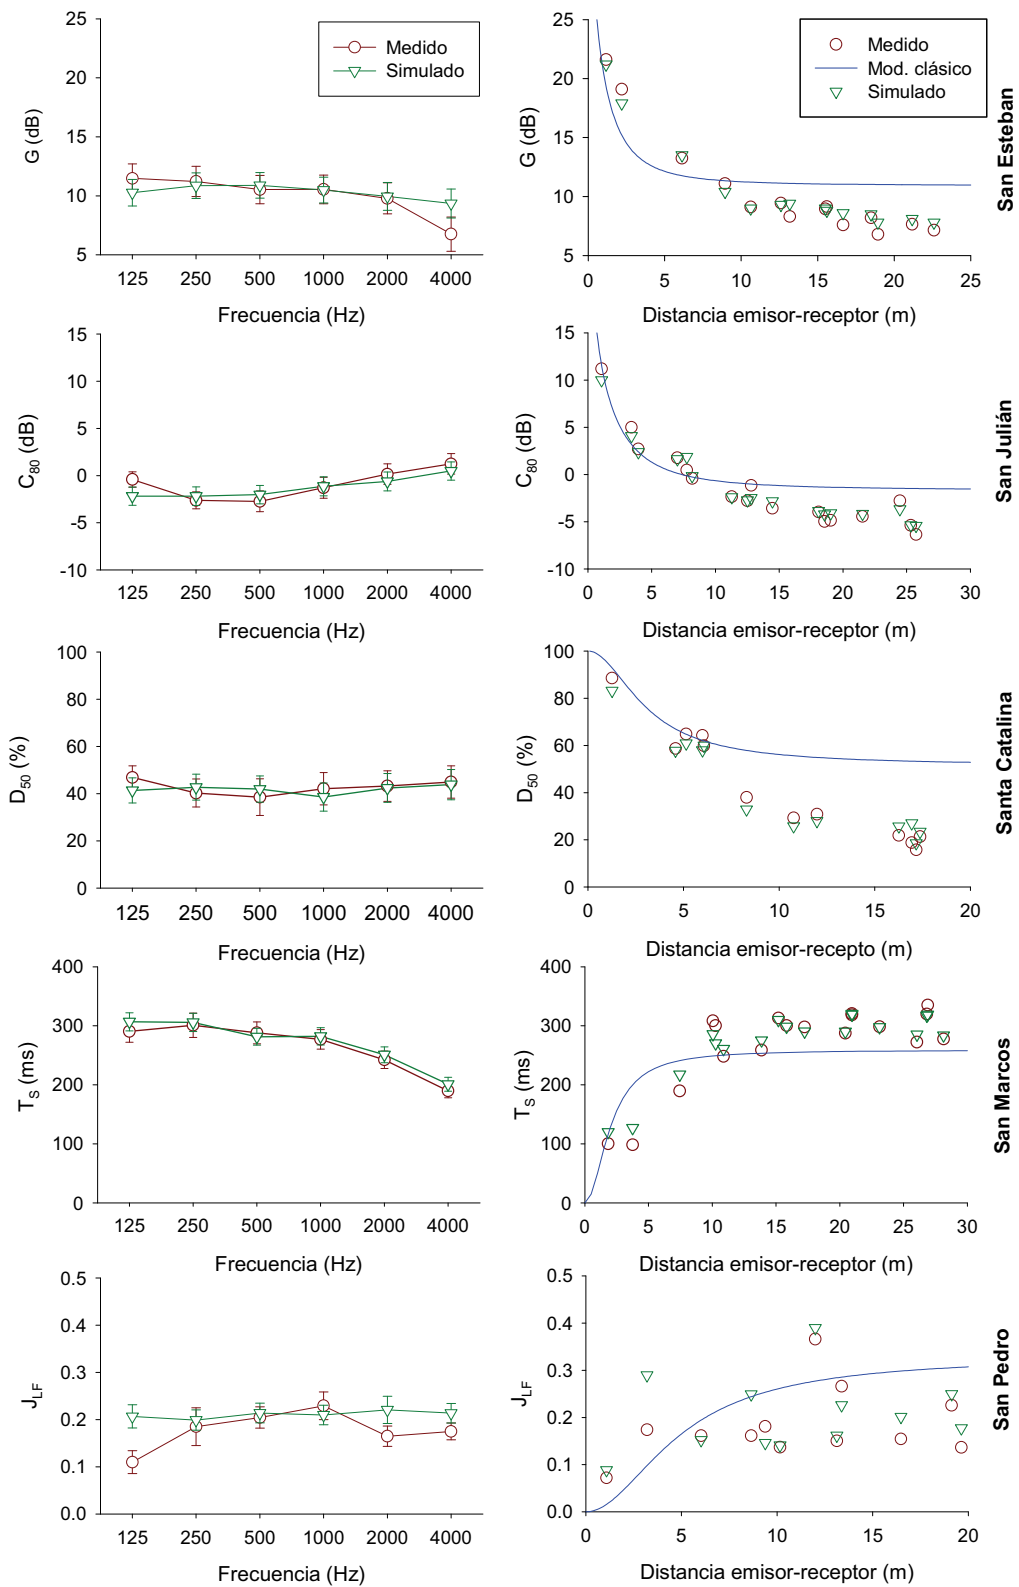 25
20
15
10
5
G (dB)
Medido
Simulado
125 250 500 1000 2000 4000
Frecuencia (Hz)
25
20
15
10
5
G (dB)
Medido
Mod. clásico
Simulado
0 5 10 15 20 25
Distancia emisor-receptor (m)
San Esteban
15
10
5
0
-5
-10
C80 (dB)
125 250 500 1000 2000 4000
Frecuencia (Hz)
15
10
5
0
-5
-10
C80 (dB)
0 5 10 15 20 25 30
Distancia emisor-receptor (m)
San Julián
100
80
60
40
20
0
D50 (%)
125 250 500 1000 2000 4000
Frecuencia (Hz)
100
80
60
40
20
0
D50 (%)
0 5 10 15 20
Distancia emisor-recepto (m)
Santa Catalina
400
300
200
100
0
TS (ms)
125 250 500 1000 2000 4000
Frecuencia (Hz)
400
300
200
100
0
TS (ms)
0 5 10 15 20 25 30
Distancia emisor-receptor (m)
San Marcos
0.5
0.4
0.3
0.2
0.1
0.0
JLF
125 250 500 1000 2000 4000
Frecuencia (Hz)
0.5
0.4
0.3
0.2
0.1
0.0
JLF
0 5 10 15 20
Distancia emisor-receptor (m)
San Pedro